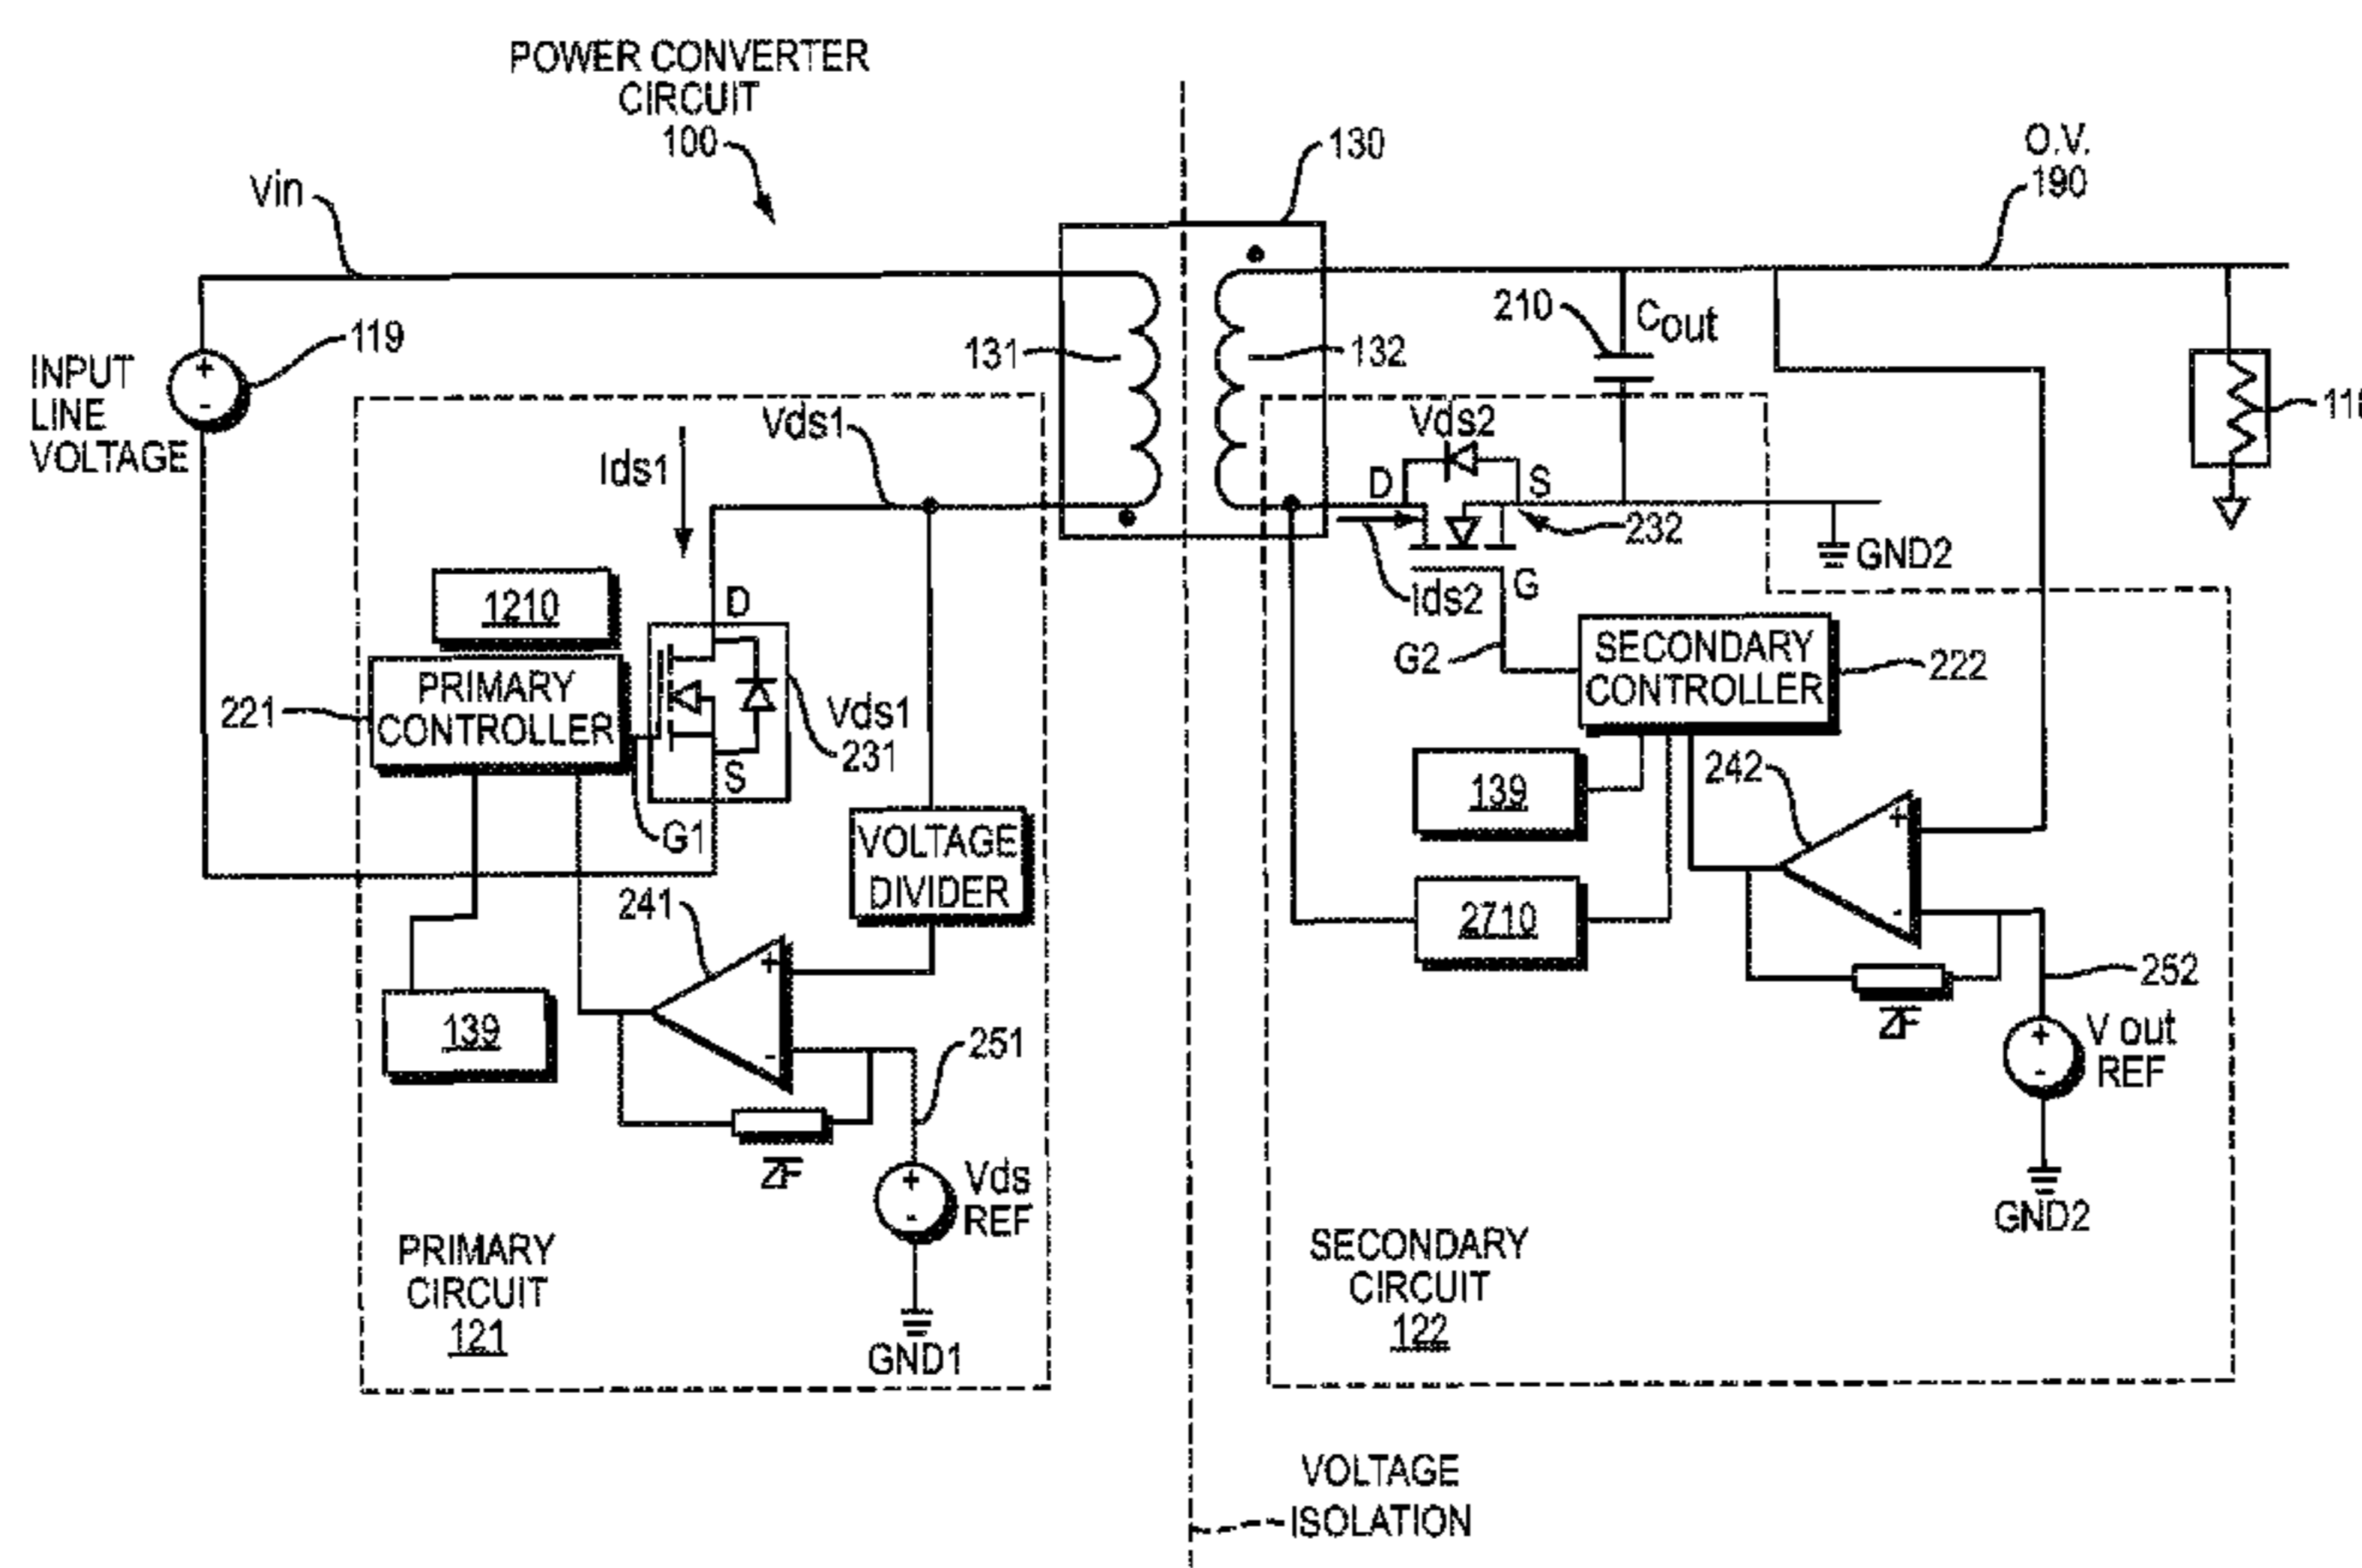 POWER CONVERTER
CIRCUIT
100
130
O.V.
190
Vin
119
INPUT
LINE
VOLTAGE
131
132
210
Cout
Vds1
Ids1
Vds2
D
S
232
GND2
G
Ids2
G2
1210
D
PRIMARY
CONTROLLER
221
Vds1
231
S
G1
VOLTAGE
DIVIDER
SECONDARY
CONTROLLER
222
139
242
+
-
2710
241
+
-
139
ZF
251
Vds
REF
+
-
GND1
ZF
252
V out
REF
+
-
GND2
PRIMARY
CIRCUIT
121
SECONDARY
CIRCUIT
122
VOLTAGE
ISOLATION